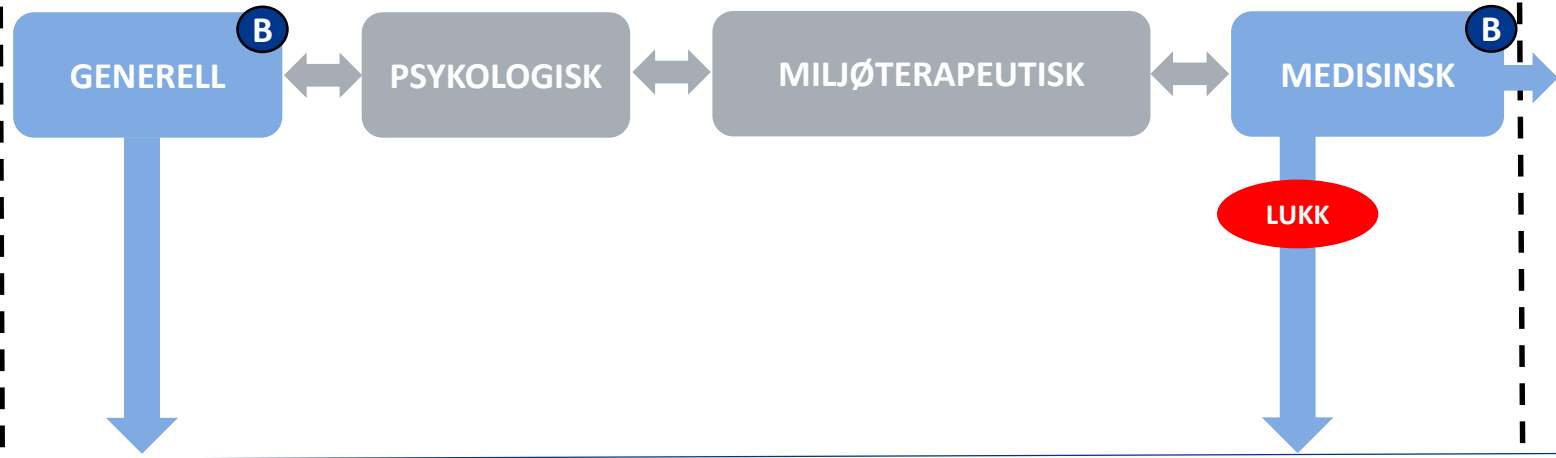 B
GENERELL
PSYKOLOGISK
MILJØTERAPEUTISK
B
MEDISINSK
LUKK